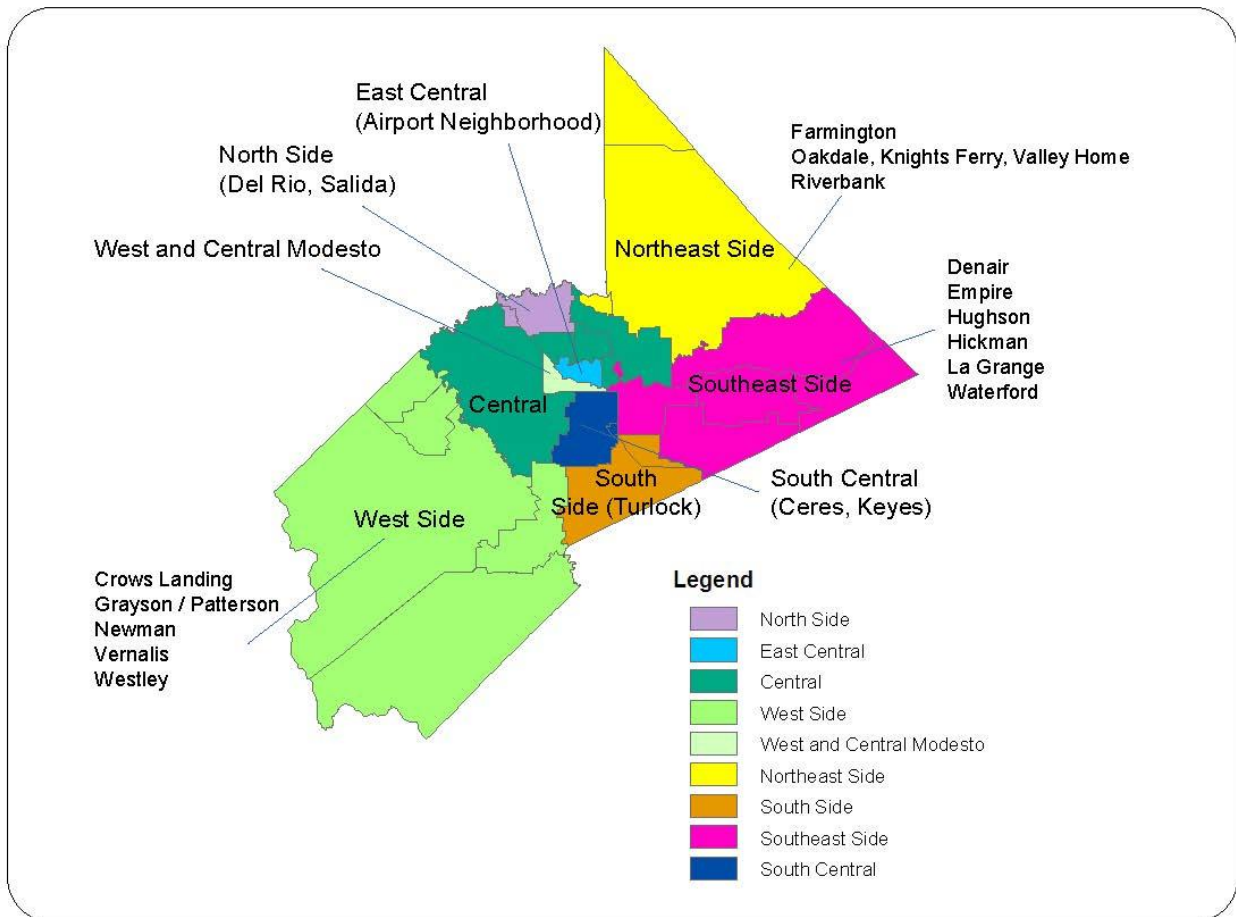 East Central
(Airport Neighborhood)
North Side
(Del Rio, Salida)
West and Central Modesto
Farmington
Oakdale, Knights Ferry, Valley Home
Riverbank
Northeast Side
Denair
Empire
Hughson
Hickman
La Grange
Waterford
Southeast Side
Central
South
Side (Turlock)
South Central
(Ceres, Keyes)
West Side
Crows Landing
Grayson / Patterson
Newman
Vernalis
Westley
Legend
North Side
East Central
Central
West Side
West and Central Modesto
Northeast Side
South Side
Southeast Side
South Central